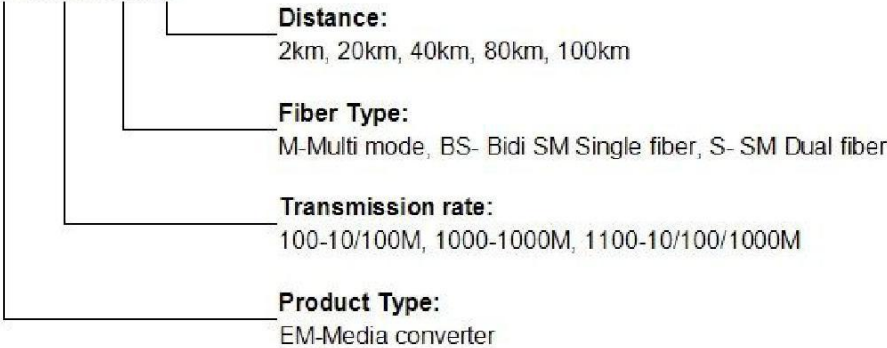 Distance:
2km, 20km, 40km, 80km, 100km
Fiber Type:
M-Multi mode, BS- Bidi SM Single fiber, S- SM Dual fiber
Transmission rate:
100-10/100M, 1000-1000M, 1100-10/100/1000M
Product Type:
EM-Media converter